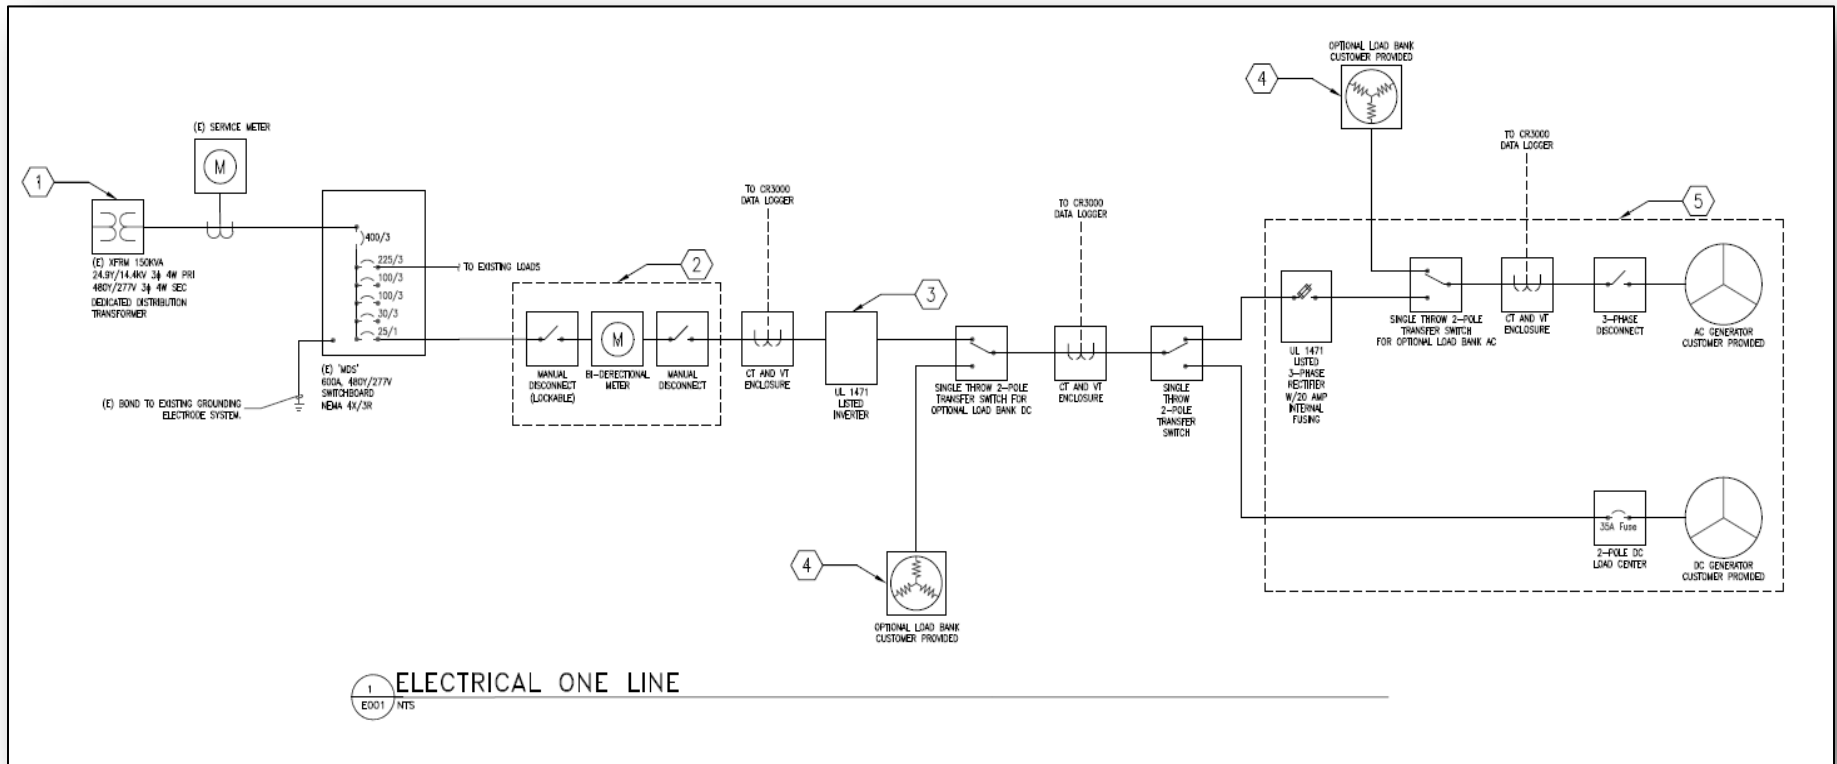 OPTIONAL LOAD BANK
CUSTOMER PROVIDED
4
TO CR3000
DATA LOGGER
(E) SERVICE METER
M
1
5
(E) XFRM 150KVA
24.9Y/14.4KV 3ϕ 4W PRI
480Y/277V 3ϕ 4W SEC
DEDICATED DISTRIBUTION
TRANSFORMER
400/3
225/3
100/3
100/3
30/3
25/1
TO EXISTING LOADS
(E) 'MDS'
600A, 480Y/277V
SWITCHBOARD
NEMA 4X/3R
(E) BOND TO EXISTING GROUNDING
ELECTRODE SYSTEM.
2
MANUAL
DISCONNECT
(LOCKABLE)
M
BI-DERECTIONAL
METER
MANUAL
DISCONNECT
TO CR3000
DATA LOGGER
CT AND VT
ENCLOSURE
3
UL 1471
LISTED
INVERTER
SINGLE THROW 2-POLE
TRANSFER SWITCH FOR
OPTIONAL LOAD BANK DC
TO CR3000
DATA LOGGER
CT AND VT
ENCLOSURE
SINGLE
THROW
2-POLE
TRANSFER
SWITCH
UL 1471
LISTED
3-PHASE
RECTIFIER
W/20 AMP
INTERNAL
FUSING
SINGLE THROW 2-POLE
TRANSFER SWITCH
FOR OPTIONAL LOAD BANK AC
CT AND VT
ENCLOSURE
3-PHASE
DISCONNECT
AC GENERATOR
CUSTOMER PROVIDED
35A Fuse
2-POLE DC
LOAD CENTER
DC GENERATOR
CUSTOMER PROVIDED
4
OPTIONAL LOAD BANK
CUSTOMER PROVIDED
1
E001
ELECTRICAL ONE LINE
NTS